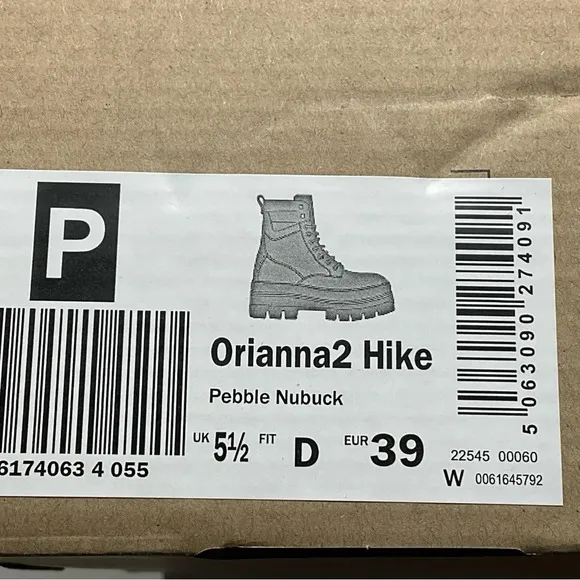 P
Orianna2 Hike
Pebble Nubuck
UK 5½ FIT D EUR 39
6174063 4 055
5 063090 274091
22545 00060
W 0061645792